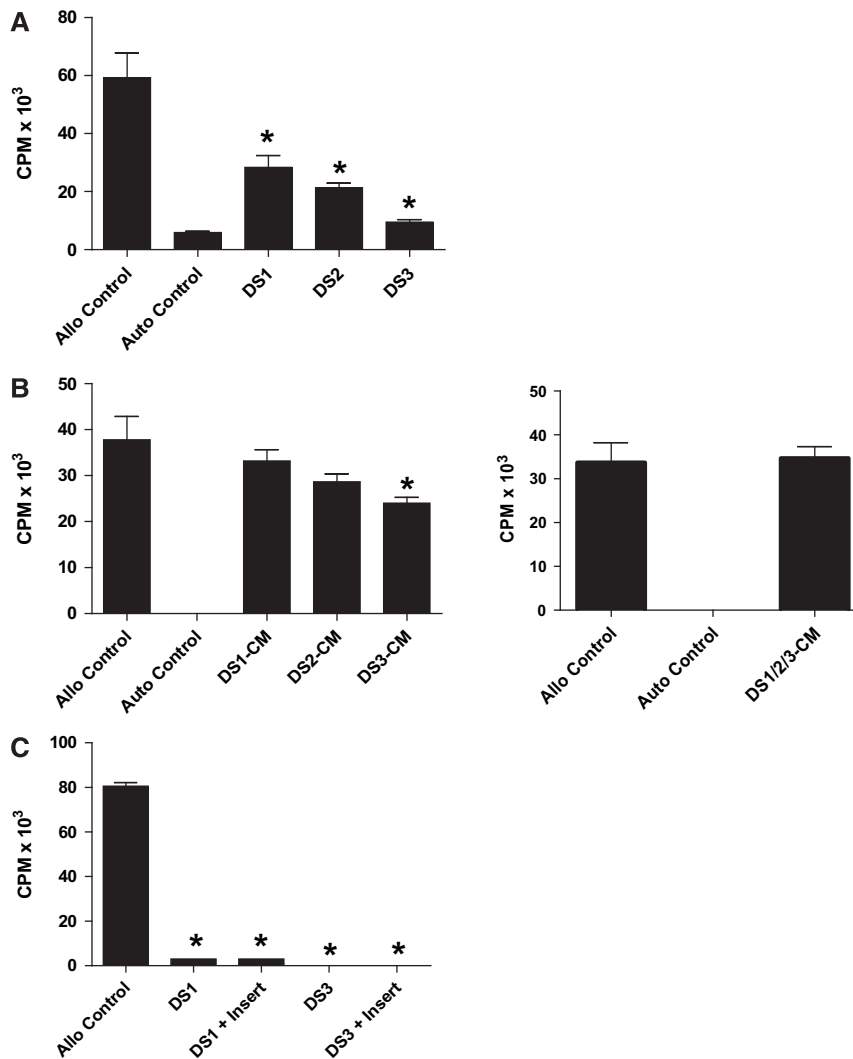 A
80
60
40
20
0
CPM x 10³
*
*
*
Allo Control
Auto Control
DS1
DS2
DS3
B
50
40
30
20
10
0
CPM x 10³
*
Allo Control
Auto Control
DS1-CM
DS2-CM
DS3-CM
50
40
30
20
10
0
CPM x 10³
Allo Control
Auto Control
DS1/2/3-CM
C
100
80
60
40
20
0
CPM x 10³
*
*
*
*
Allo Control
DS1
DS1 + Insert
DS3
DS3 + Insert